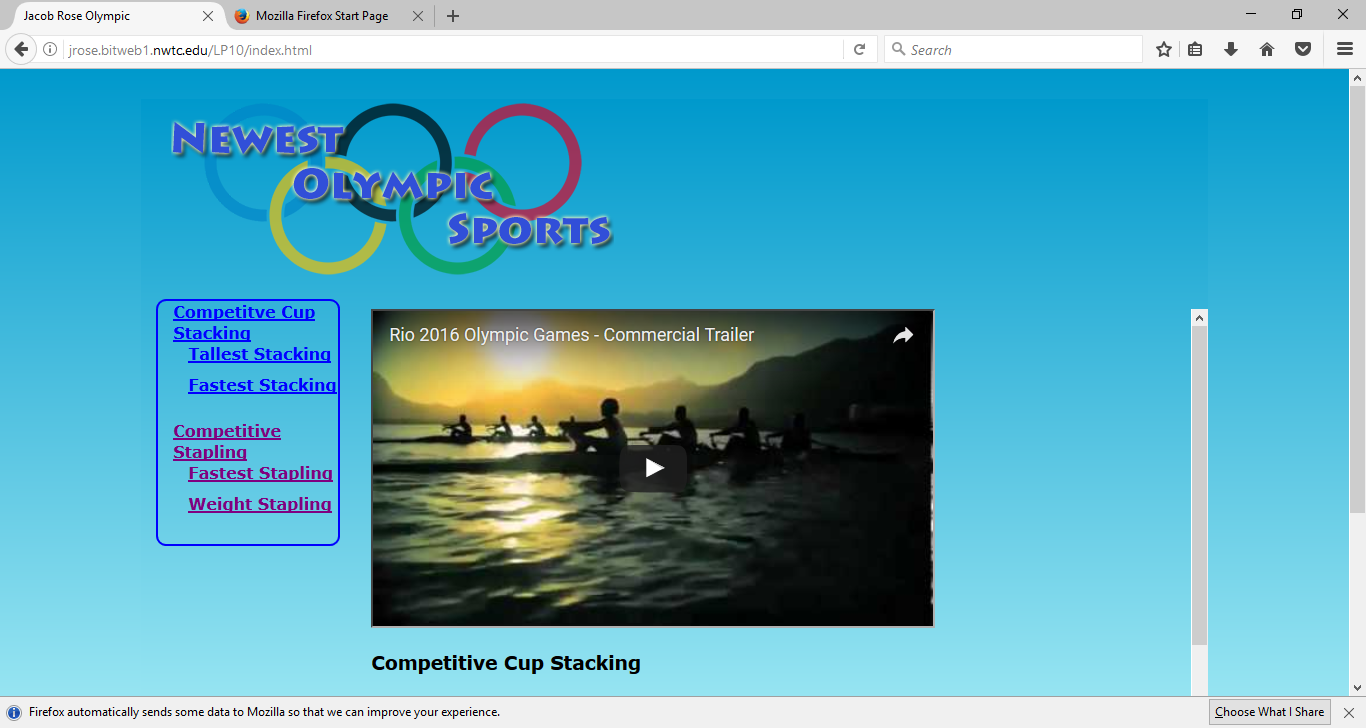 Jacob Rose Olympic
Mozilla Firefox Start Page
jrose.bitweb1.nwtc.edu/LP10/index.html
Search
Newest
Olympic
Sports
Competitve Cup
Stacking
Tallest Stacking
Fastest Stacking
Competitive
Stapling
Fastest Stapling
Weight Stapling
Rio 2016 Olympic Games - Commercial Trailer
Competitive Cup Stacking
Firefox automatically sends some data to Mozilla so that we can improve your experience.
Choose What I Share